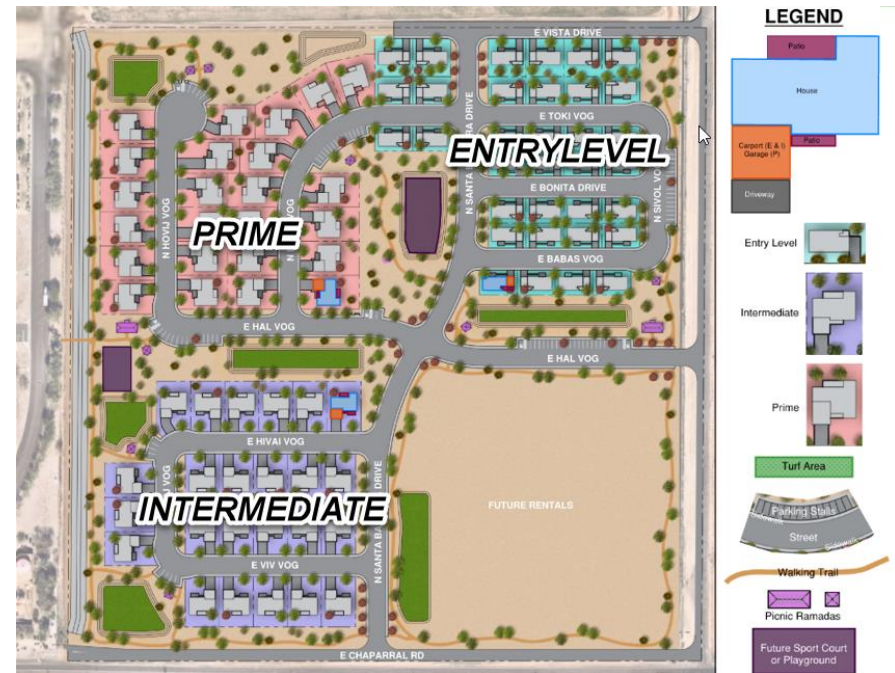 E VISTA DRIVE
E TOKI VOG
ENTRYLEVEL
E BONITA DRIVE
N HOVIJ VOG
PRIME
E BABAS VOG
E HAL VOG
E HAL VOG
E HIVAI VOG
FUTURE RENTALS
INTERMEDIATE
E VIV VOG
E CHAPARRAL RD
LEGEND
Patio
House
Carport (E & I)
Garage (P)
Patio
Driveway
Entry Level
Intermediate
Prime
Turf Area
Parking Stalls
Sidewalk
Street
Sidewalk
Walking Trail
Picnic Ramadas
Future Sport Court
or Playground